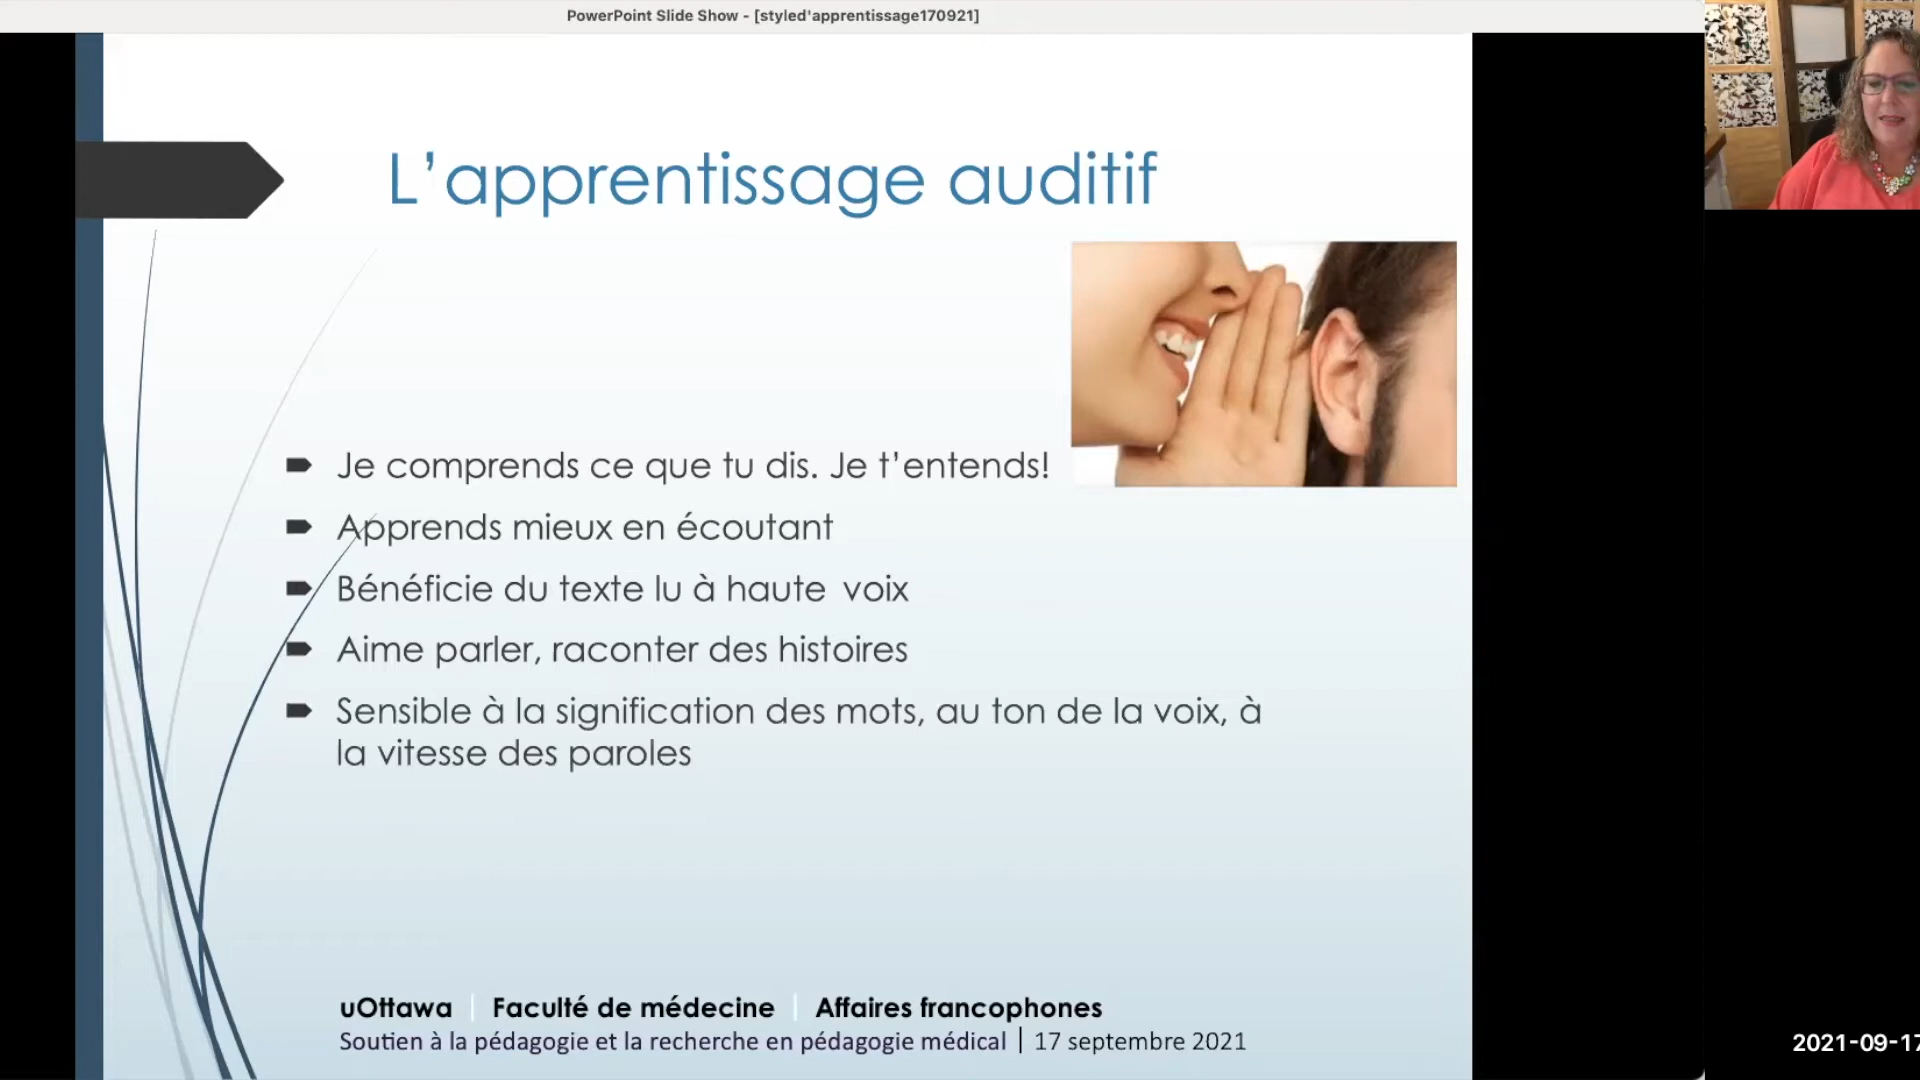 PowerPoint Slide Show - [styled'apprentissage170921]
L'apprentissage auditif
Je comprends ce que tu dis. Je t'entends!
Apprends mieux en écoutant
Bénéficie du texte lu à haute voix
Aime parler, raconter des histoires
Sensible à la signification des mots, au ton de la voix, à
la vitesse des paroles
uOttawa | Faculté de médecine | Affaires francophones
Soutien à la pédagogie et la recherche en pédagogie médical | 17 septembre 2021
2021-09-17